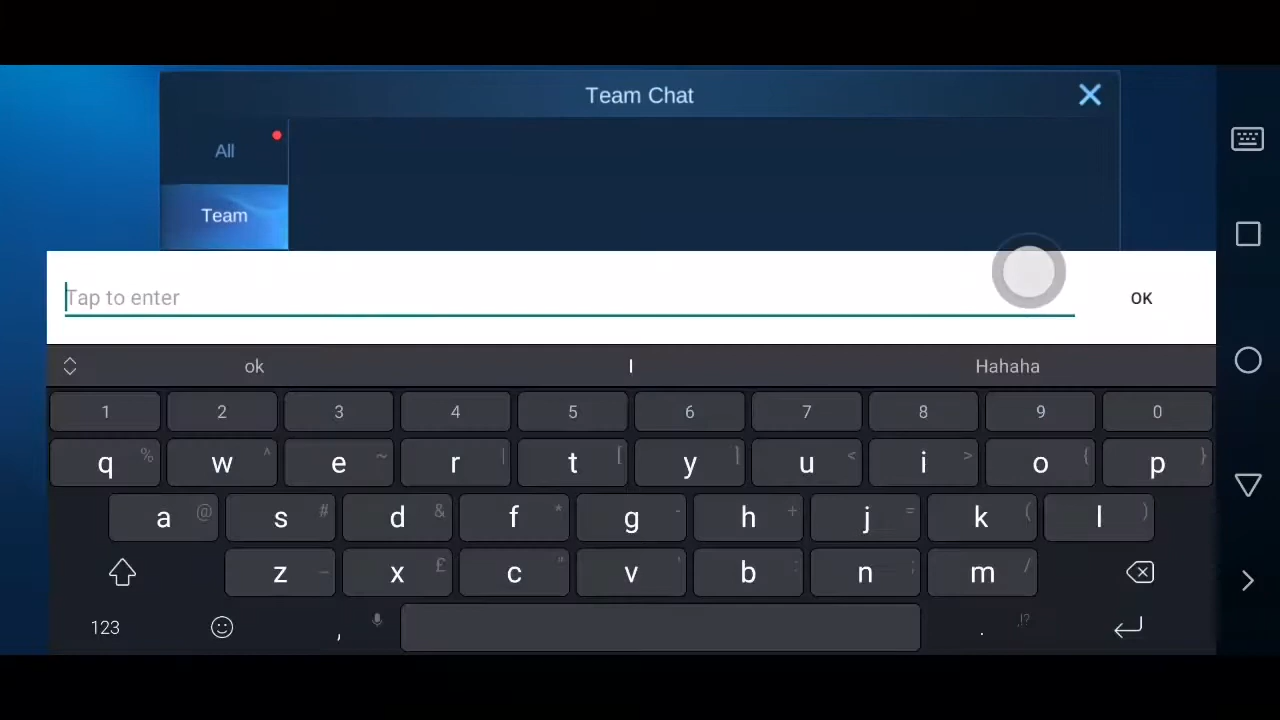 Team Chat
All
Team
Tap to enter
OK
ok
I
Hahaha
1 2 3 4 5 6 7 8 9 0
q % w ^ e ~ r | t [ y ] u < i > o { p }
a @ s # d & f * g - h + j = k ( l )
z _ x £ c " v ' b : n ; m /
123 , . ,!?